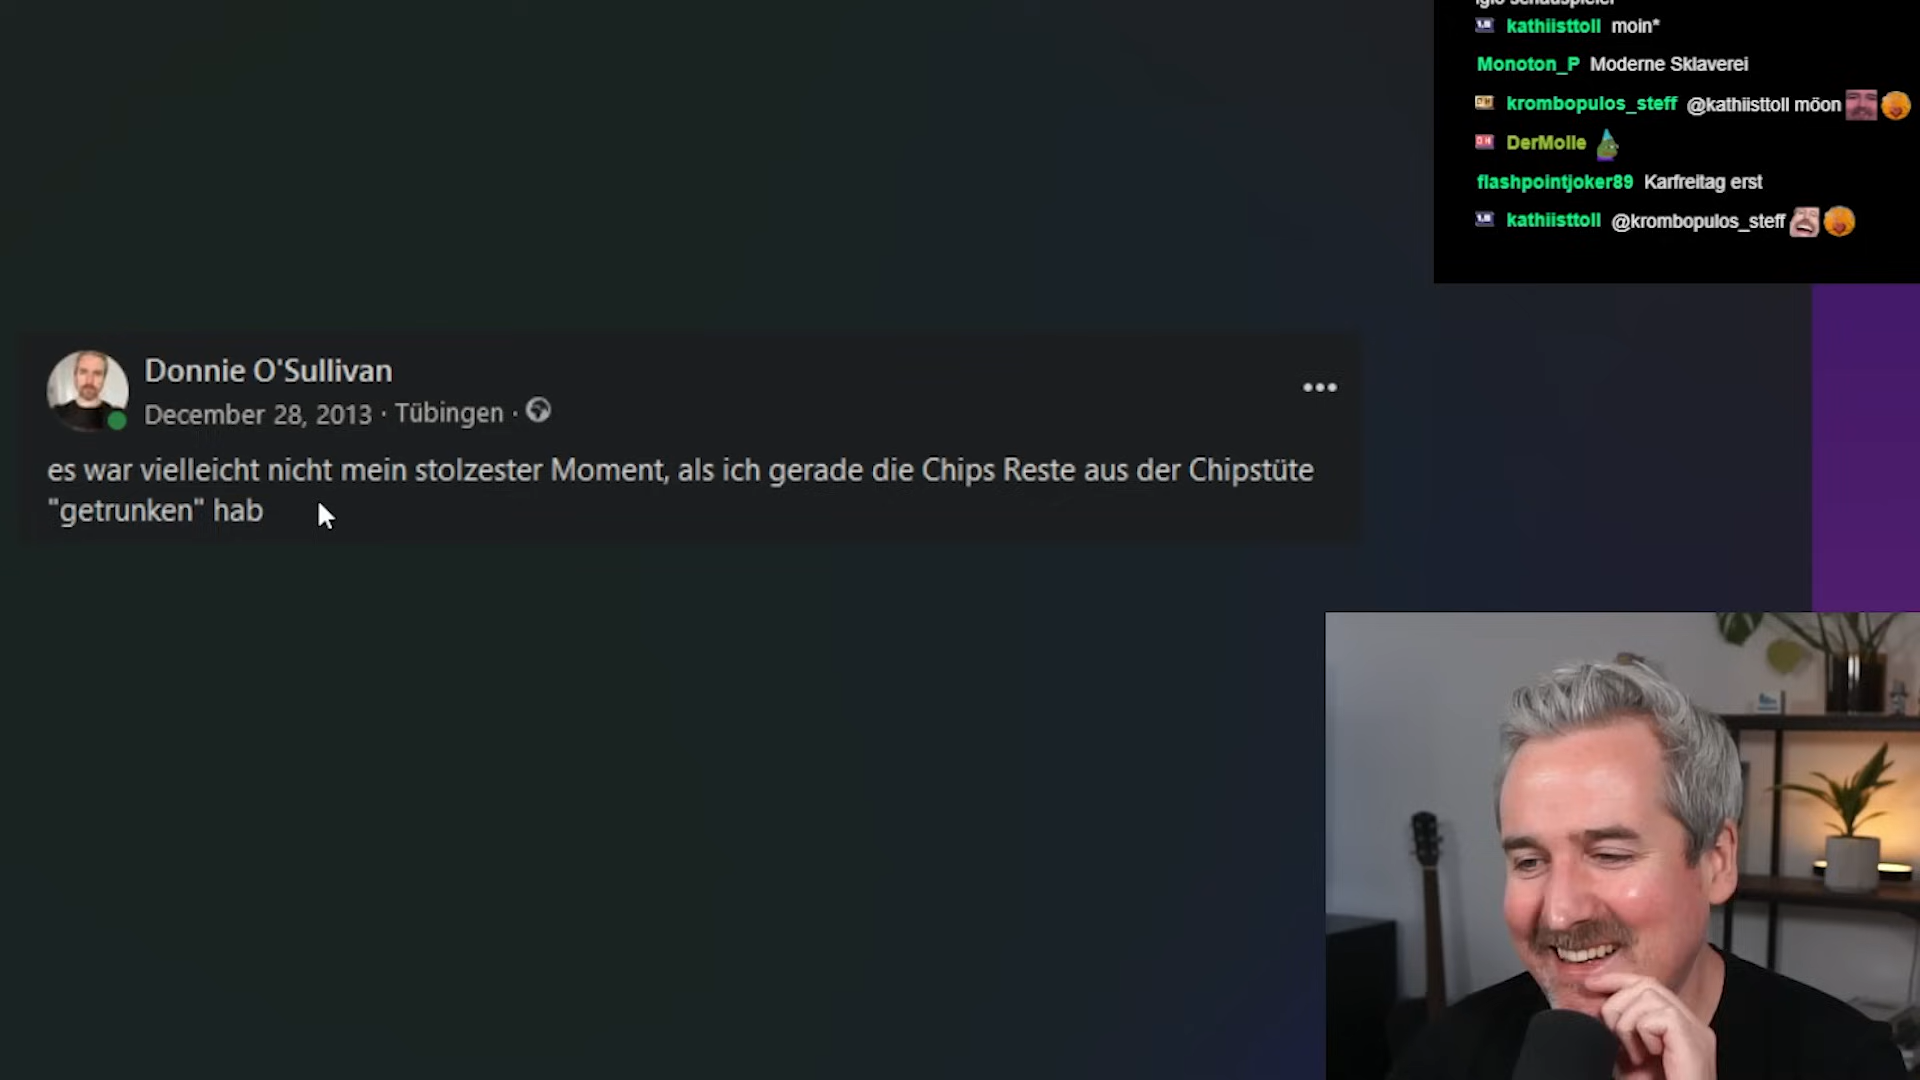 kathiisttoll moin*
Monoton_P Moderne Sklaverei
krombopulos_steff @kathiisttoll möon
DerMolle
flashpointjoker89 Karfreitag erst
kathiisttoll @krombopulos_steff
Donnie O'Sullivan
December 28, 2013 · Tübingen ·
es war vielleicht nicht mein stolzester Moment, als ich gerade die Chips Reste aus der Chipstüte
"getrunken" hab